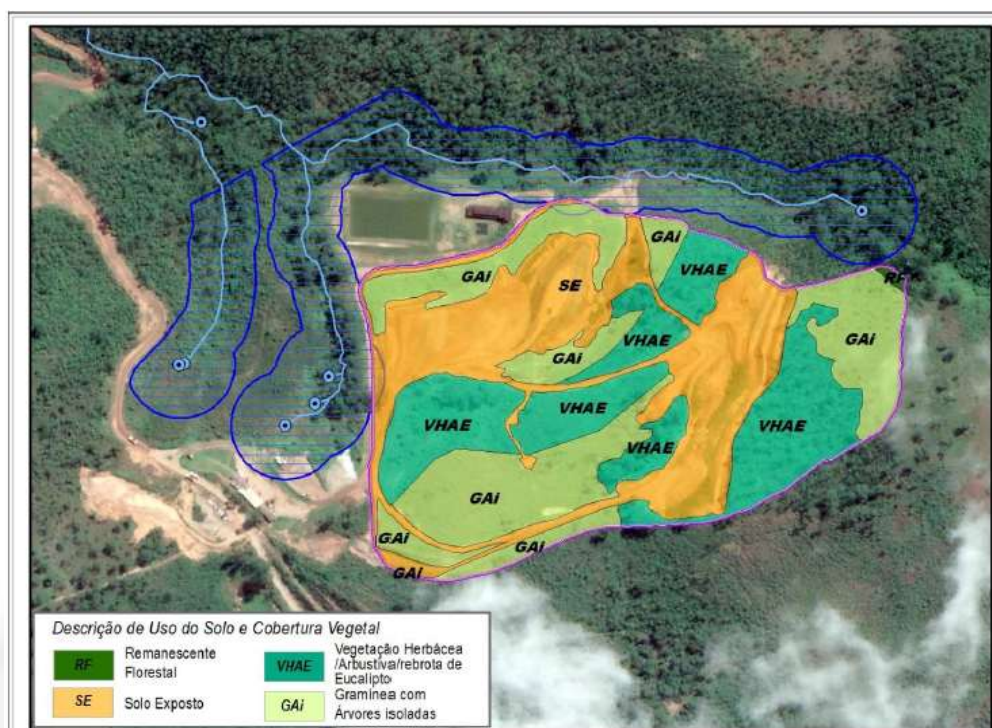 GAi
VHAE
RF
GAi
SE
GAi
VHAE
GAi
VHAE
VHAE
VHAE
VHAE
GAi
GAi
GAi
GAi
Descrição de Uso do Solo e Cobertura Vegetal
RF Remanescente
Florestal
SE Solo Exposto
VHAE Vegetação Herbácea
/Arbustiva/rebrota de
Eucalipto
GAi Gramínea com
Árvores isoladas